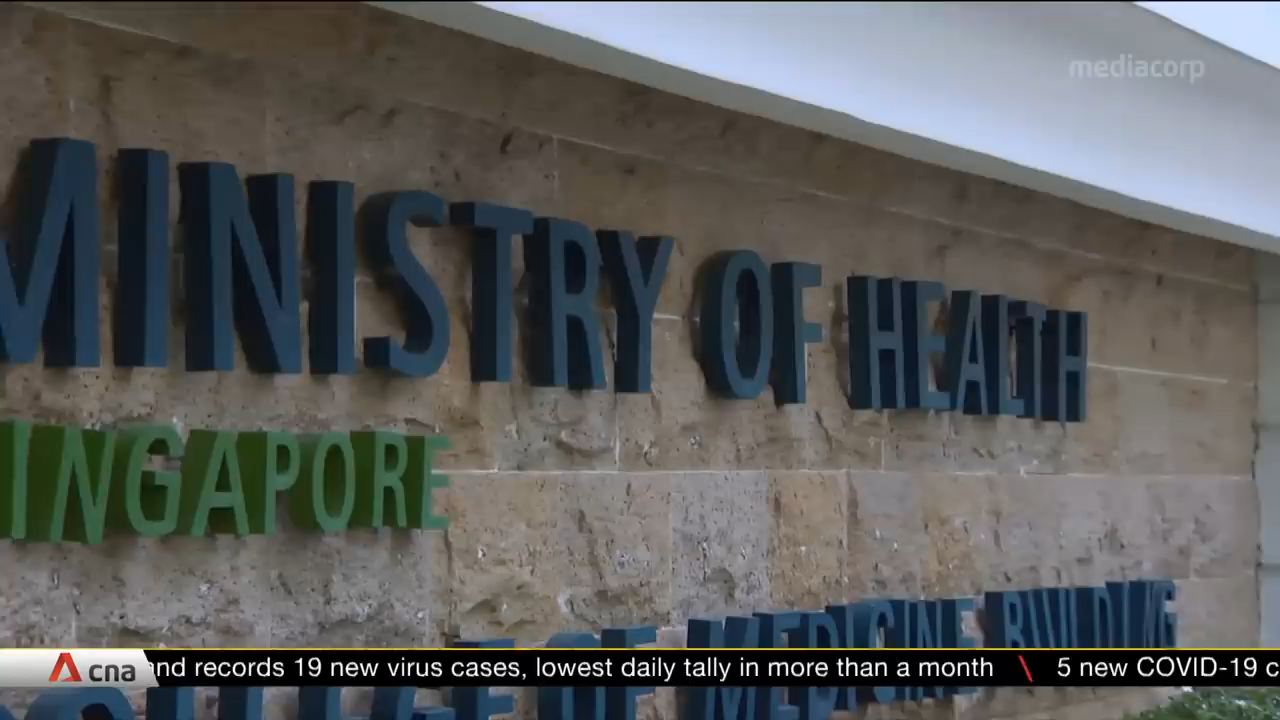 mediacorp
MINISTRY OF HEALTH
INGAPORE
OF MEDICINE BUILDING
cna nd records 19 new virus cases, lowest daily tally in more than a month \ 5 new COVID-19 c